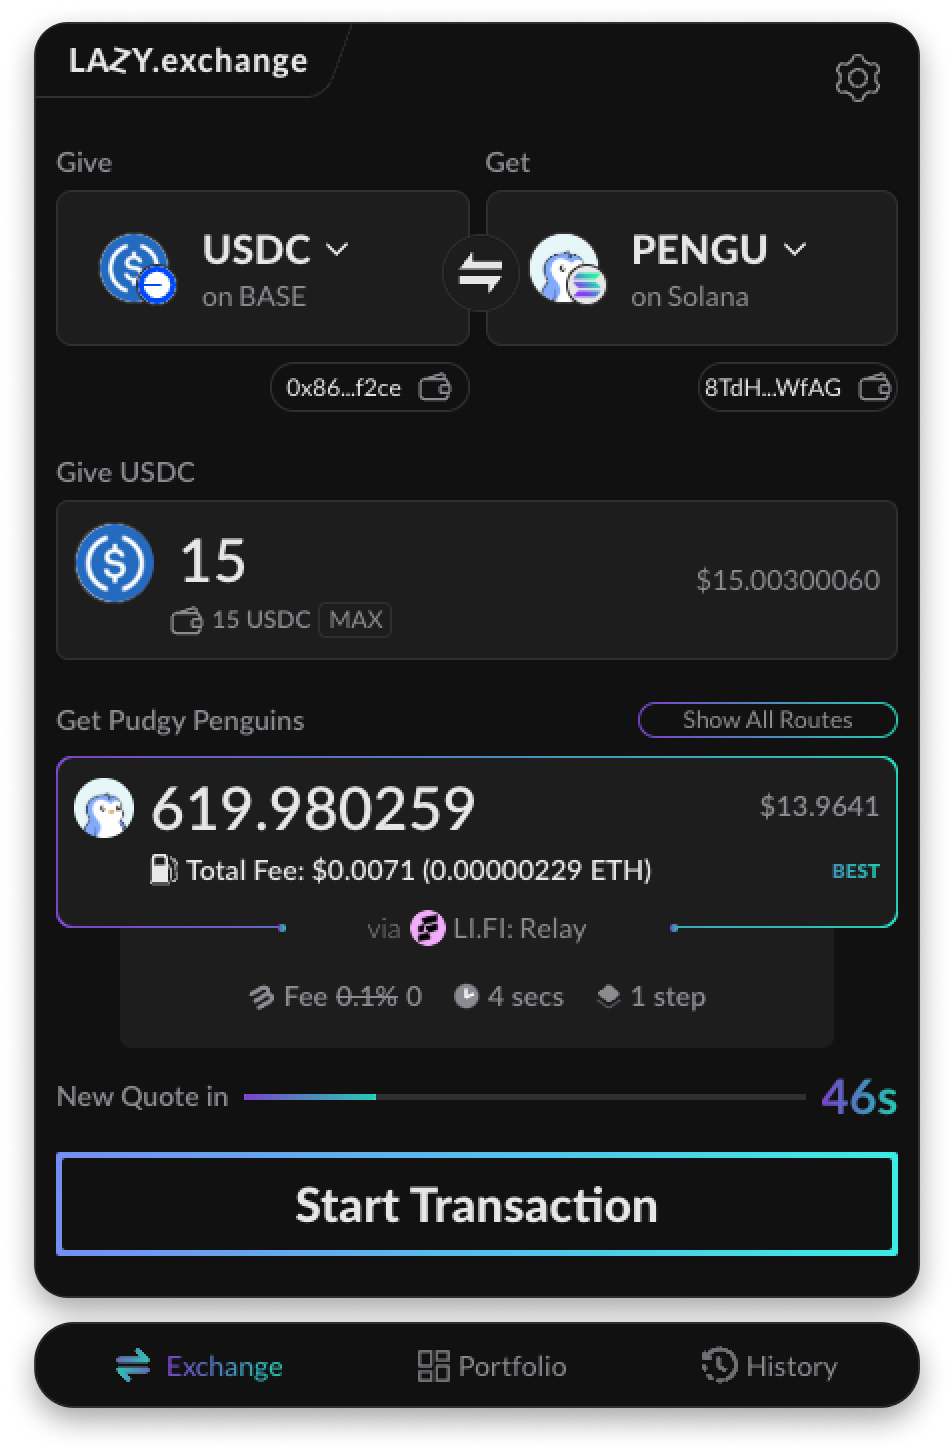 LAZY.exchange
Give
Get
USDC
on BASE
PENGU
on Solana
0x86...f2ce
8TdH...WfAG
Give USDC
15
$15.00300060
15 USDC MAX
Get Pudgy Penguins
Show All Routes
619.980259
$13.9641
Total Fee: $0.0071 (0.00000229 ETH)
BEST
via LI.FI: Relay
Fee 0.1% 0 4 secs 1 step
New Quote in
46s
Start Transaction
Exchange Portfolio History